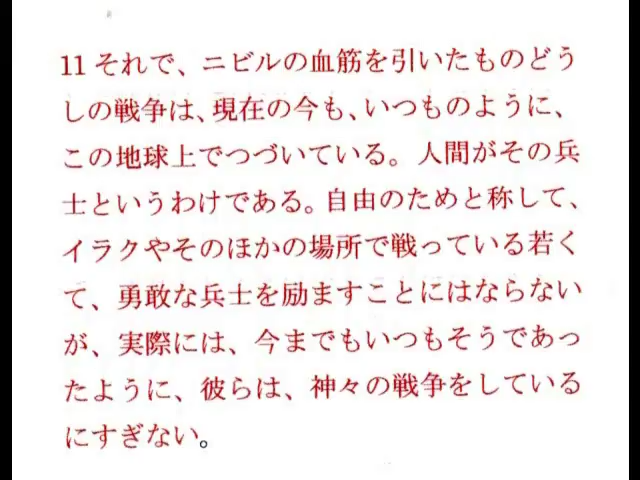 11 それで、ニビルの血筋を引いたものどう
しの戦争は、現在の今も、いつものように、
この地球上でつづいている。人間がその兵
士というわけである。自由のためと称して、
イラクやそのほかの場所で戦っている若く
て、勇敢な兵士を励ますことにはならない
が、実際には、今までもいつもそうであっ
たように、彼らは、神々の戦争をしている
にすぎない。